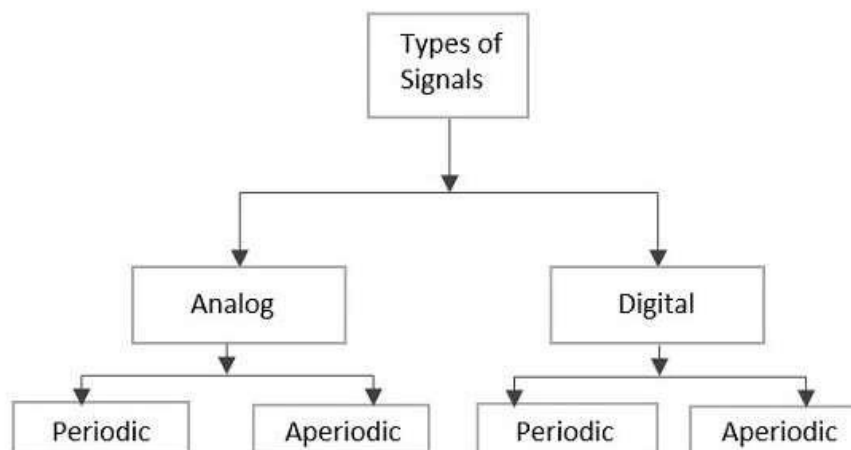 Types of
Signals
Analog
Digital
Periodic
Aperiodic
Periodic
Aperiodic